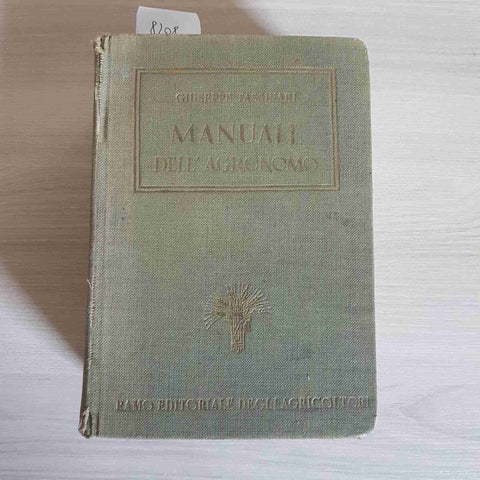 8208
GIUSEPPE TASSINARI
MANUALE
DELL'AGRONOMO
RAMO EDITORIALE DEGLI AGRICOLTORI